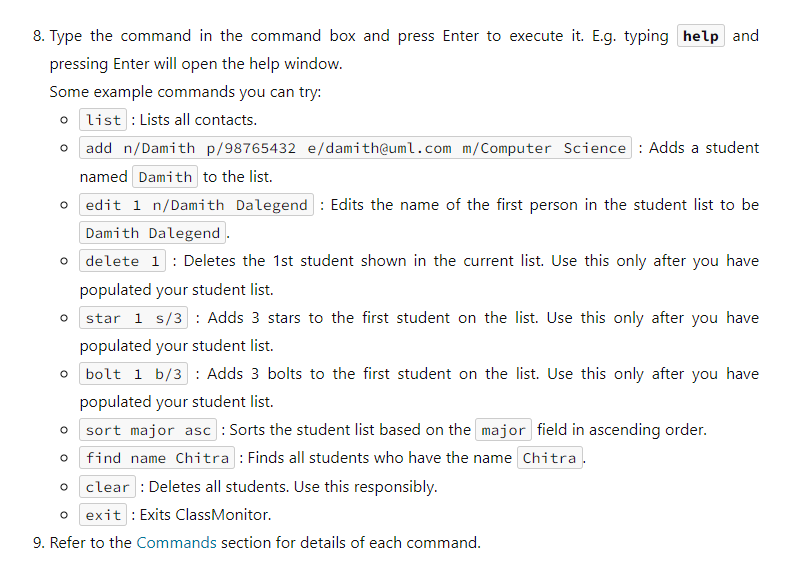 8. Type the command in the command box and press Enter to execute it. E.g. typing help and
pressing Enter will open the help window.
Some example commands you can try:
list : Lists all contacts.
add n/Damith p/98765432 e/damith@uml.com m/Computer Science : Adds a student
named Damith to the list.
edit 1 n/Damith Dalegend : Edits the name of the first person in the student list to be
Damith Dalegend.
delete 1 : Deletes the 1st student shown in the current list. Use this only after you have
populated your student list.
star 1 s/3 : Adds 3 stars to the first student on the list. Use this only after you have
populated your student list.
bolt 1 b/3 : Adds 3 bolts to the first student on the list. Use this only after you have
populated your student list.
sort major asc : Sorts the student list based on the major field in ascending order.
find name Chitra : Finds all students who have the name Chitra.
clear : Deletes all students. Use this responsibly.
exit : Exits ClassMonitor.
9. Refer to the Commands section for details of each command.